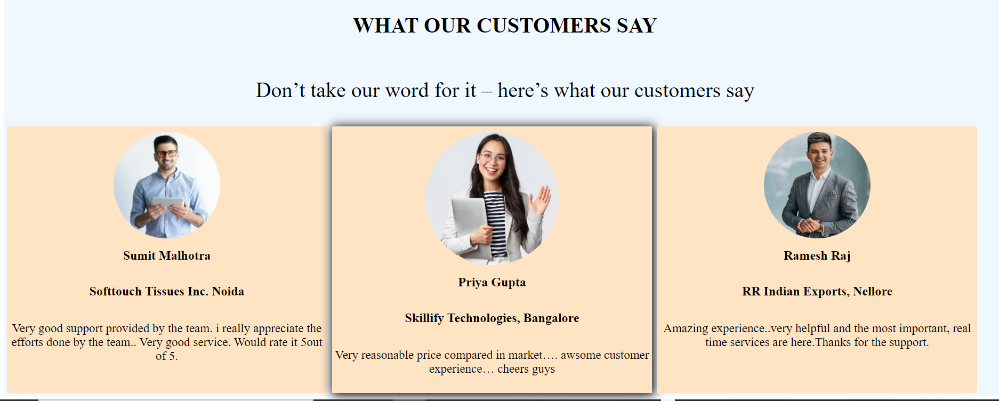 WHAT OUR CUSTOMERS SAY
Don’t take our word for it – here’s what our customers say
Sumit Malhotra
Softtouch Tissues Inc. Noida
Very good support provided by the team. i really appreciate the
efforts done by the team.. Very good service. Would rate it 5out
of 5.
Priya Gupta
Skillify Technologies, Bangalore
Very reasonable price compared in market…. awsome customer
experience… cheers guys
Ramesh Raj
RR Indian Exports, Nellore
Amazing experience..very helpful and the most important, real
time services are here.Thanks for the support.